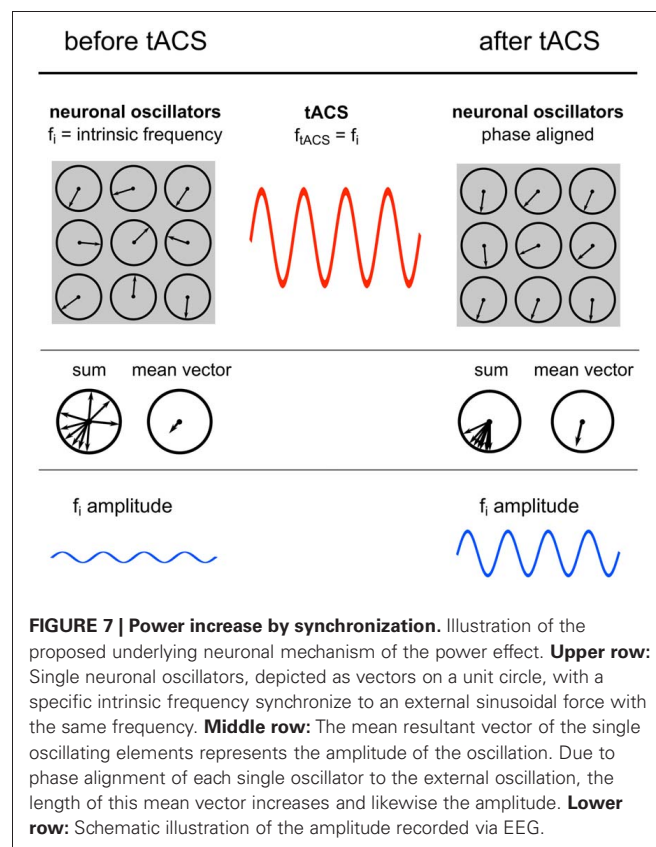 before tACS
after tACS
neuronal oscillators
fi = intrinsic frequency
tACS
ftACS = fi
neuronal oscillators
phase aligned
sum
mean vector
sum
mean vector
fi amplitude
fi amplitude
FIGURE 7 | Power increase by synchronization. Illustration of the
proposed underlying neuronal mechanism of the power effect. Upper row:
Single neuronal oscillators, depicted as vectors on a unit circle, with a
specific intrinsic frequency synchronize to an external sinusoidal force with
the same frequency. Middle row: The mean resultant vector of the single
oscillating elements represents the amplitude of the oscillation. Due to
phase alignment of each single oscillator to the external oscillation, the
length of this mean vector increases and likewise the amplitude. Lower
row: Schematic illustration of the amplitude recorded via EEG.